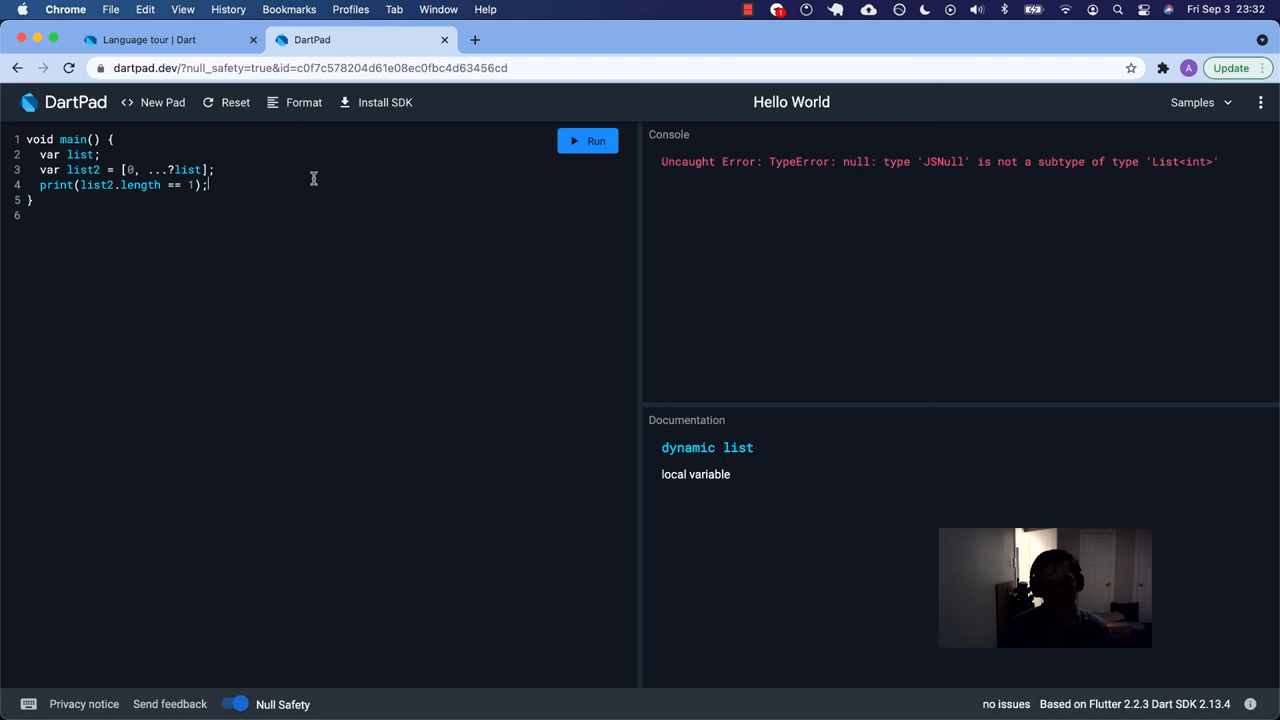 Chrome File Edit View History Bookmarks Profiles Tab Window Help 1 Fri Sep 3 23:32
Language tour | Dart DartPad
dartpad.dev/?null_safety=true&id=c0f7c578204d61e08ec0fbc4d63456cd A Update
DartPad <> New Pad Reset Format Install SDK Hello World Samples
Run
Console
1 void main() {
2 var list;
3 var list2 = [0, ...?list];
4 print(list2.length == 1);
5 }
6
Uncaught Error: TypeError: null: type 'JSNull' is not a subtype of type 'List<int>'
Documentation
dynamic list
local variable
Privacy notice Send feedback Null Safety no issues Based on Flutter 2.2.3 Dart SDK 2.13.4